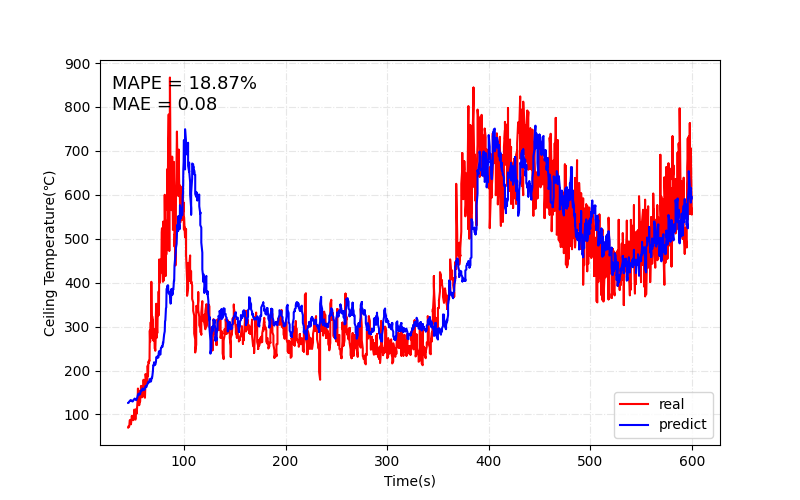 MAPE = 18.87%
MAE = 0.08
Ceiling Temperature(℃)
900
800
700
600
500
400
300
200
100
100 200 300 400 500 600
Time(s)
real
predict